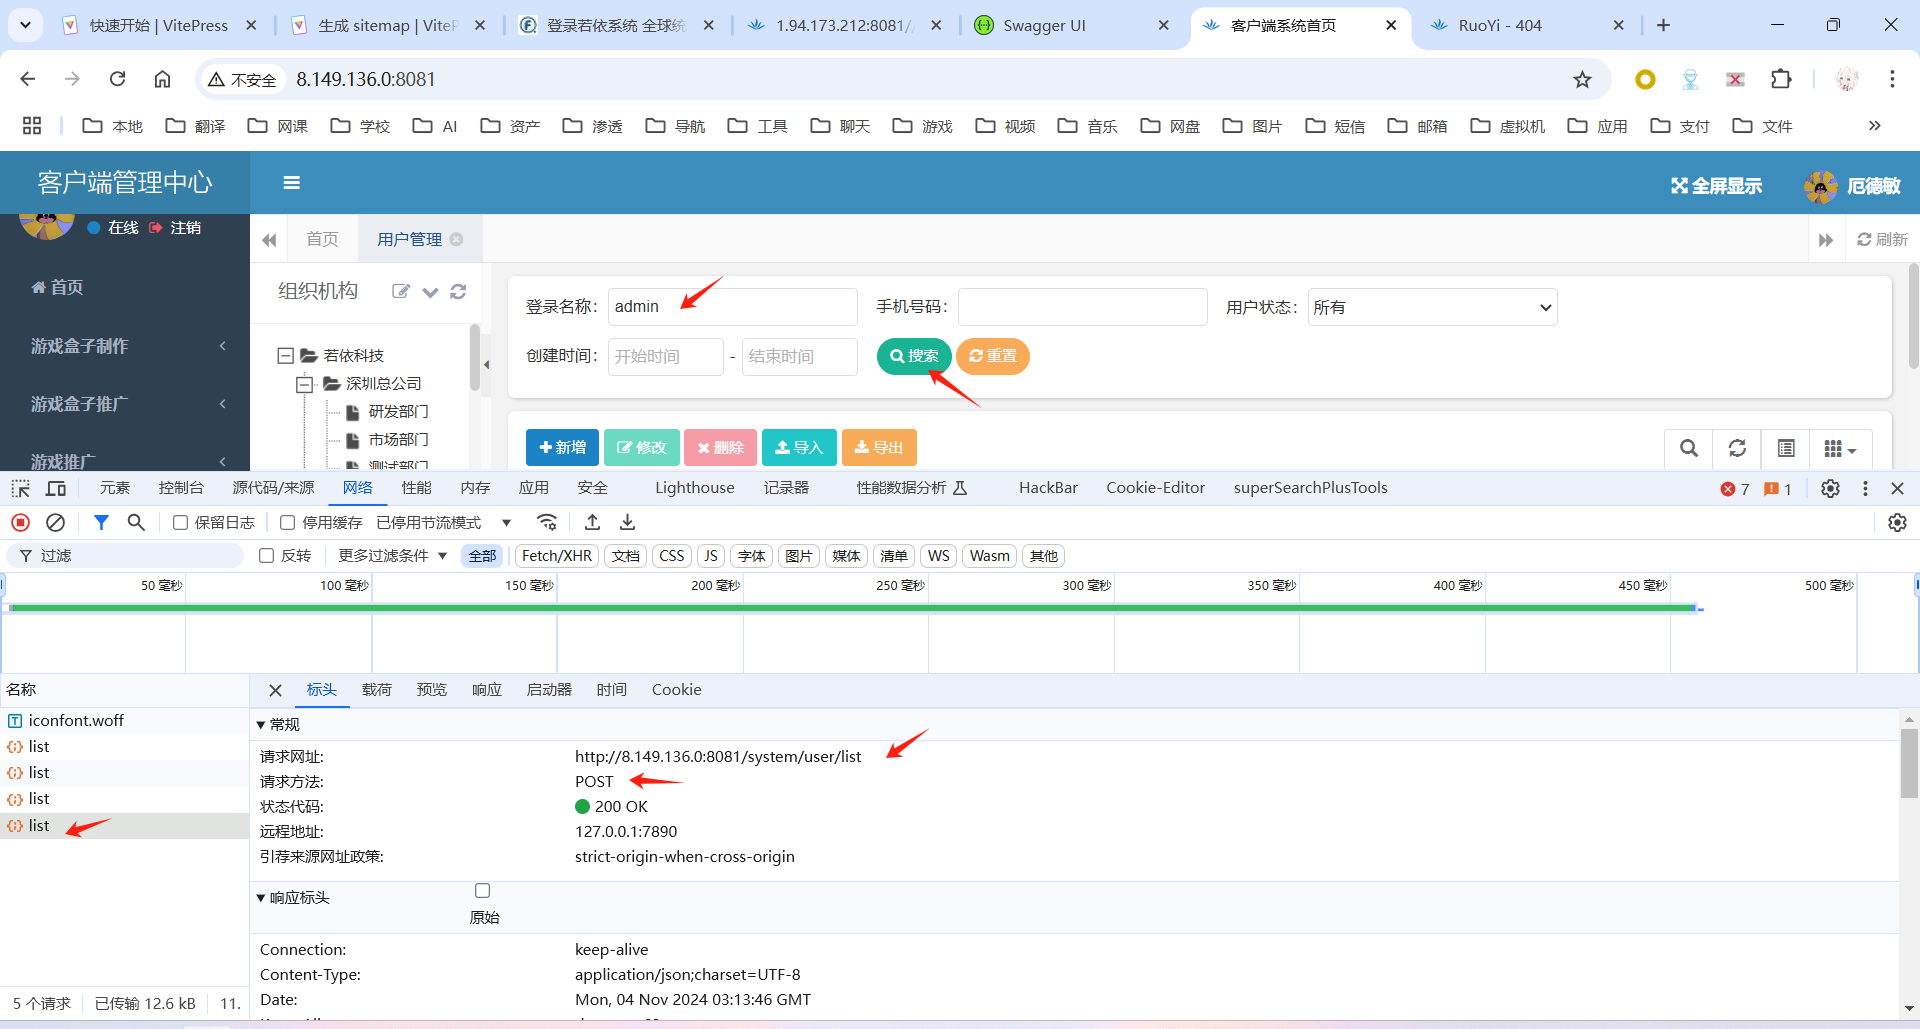 快速开始 | VitePress
生成 sitemap | ViteP
登录若依系统 全球统
1.94.173.212:8081//
Swagger UI
客户端系统首页
RuoYi - 404
不安全
8.149.136.0:8081
本地
翻译
网课
学校
AI
资产
渗透
导航
工具
聊天
游戏
视频
音乐
网盘
图片
短信
邮箱
虚拟机
应用
支付
文件
客户端管理中心
全屏显示
厄德敏
在线
注销
首页
用户管理
刷新
首页
游戏盒子制作
游戏盒子推广
游戏推广
组织机构
若依科技
深圳总公司
研发部门
市场部门
测试部门
登录名称: admin
手机号码:
用户状态: 所有
创建时间: 开始时间 - 结束时间
搜索
重置
新增
修改
删除
导入
导出
元素
控制台
源代码/来源
网络
性能
内存
应用
安全
Lighthouse
记录器
性能数据分析
HackBar
Cookie-Editor
superSearchPlusTools
7
1
保留日志
停用缓存
已停用节流模式
过滤
反转
更多过滤条件
全部
Fetch/XHR
文档
CSS
JS
字体
图片
媒体
清单
WS
Wasm
其他
50 毫秒
100 毫秒
150 毫秒
200 毫秒
250 毫秒
300 毫秒
350 毫秒
400 毫秒
450 毫秒
500 毫秒
名称
iconfont.woff
list
list
list
list
标头
载荷
预览
响应
启动器
时间
Cookie
常规
请求网址: http://8.149.136.0:8081/system/user/list
请求方法: POST
状态代码: 200 OK
远程地址: 127.0.0.1:7890
引荐来源网址政策: strict-origin-when-cross-origin
响应标头
原始
Connection: keep-alive
Content-Type: application/json;charset=UTF-8
Date: Mon, 04 Nov 2024 03:13:46 GMT
5 个请求
已传输 12.6 kB
11.